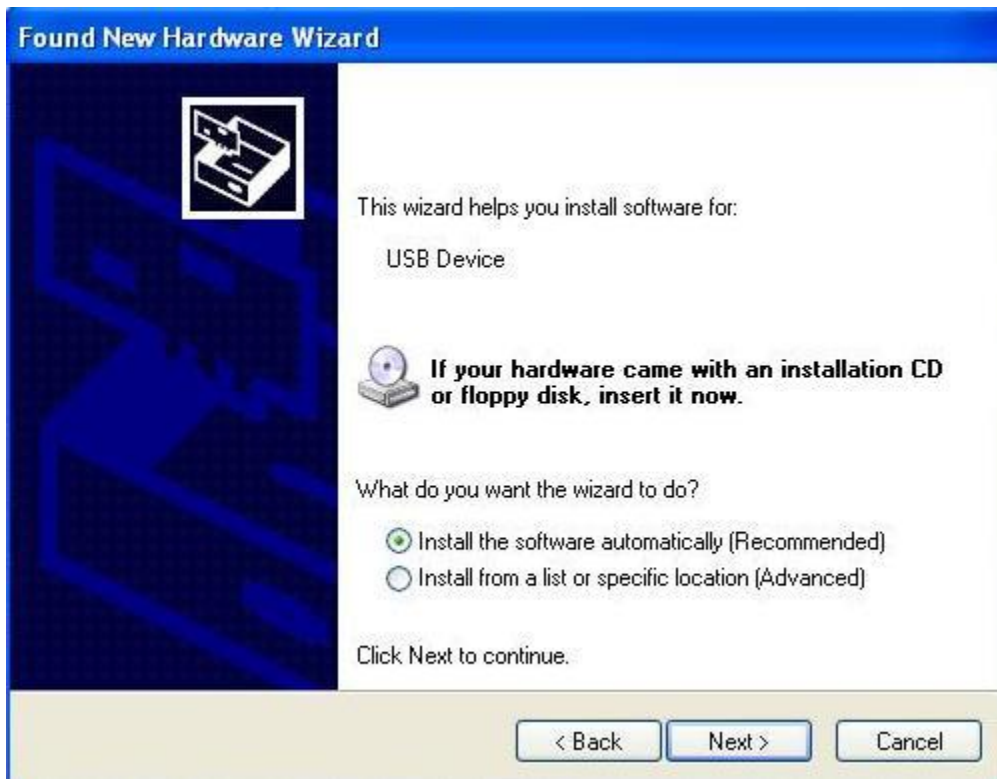 Found New Hardware Wizard
This wizard helps you install software for:
USB Device
If your hardware came with an installation CD
or floppy disk, insert it now.
What do you want the wizard to do?
Install the software automatically (Recommended)
Install from a list or specific location (Advanced)
Click Next to continue.
< Back Next > Cancel